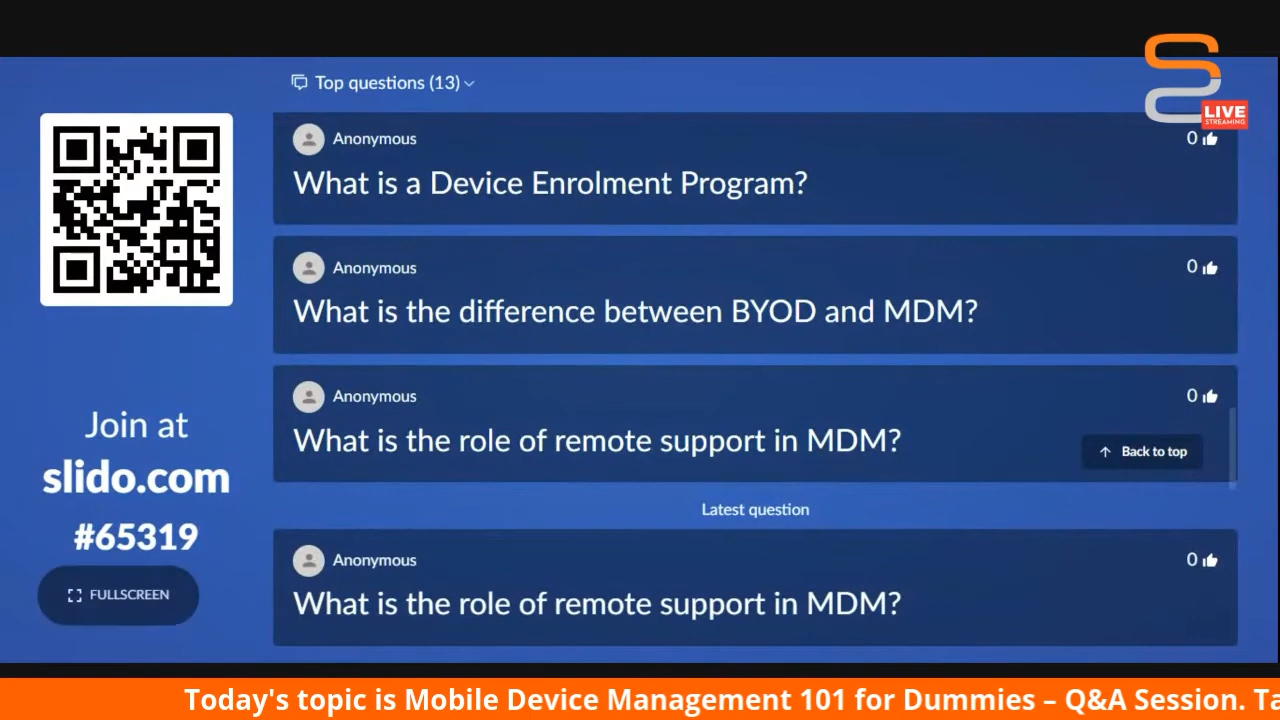 Top questions (13)
LIVE
STREAMING
Anonymous
0
What is a Device Enrolment Program?
Anonymous
0
What is the difference between BYOD and MDM?
Anonymous
0
What is the role of remote support in MDM?
Back to top
Join at
slido.com
#65319
FULLSCREEN
Latest question
Anonymous
0
What is the role of remote support in MDM?
Today's topic is Mobile Device Management 101 for Dummies – Q&A Session. Ta